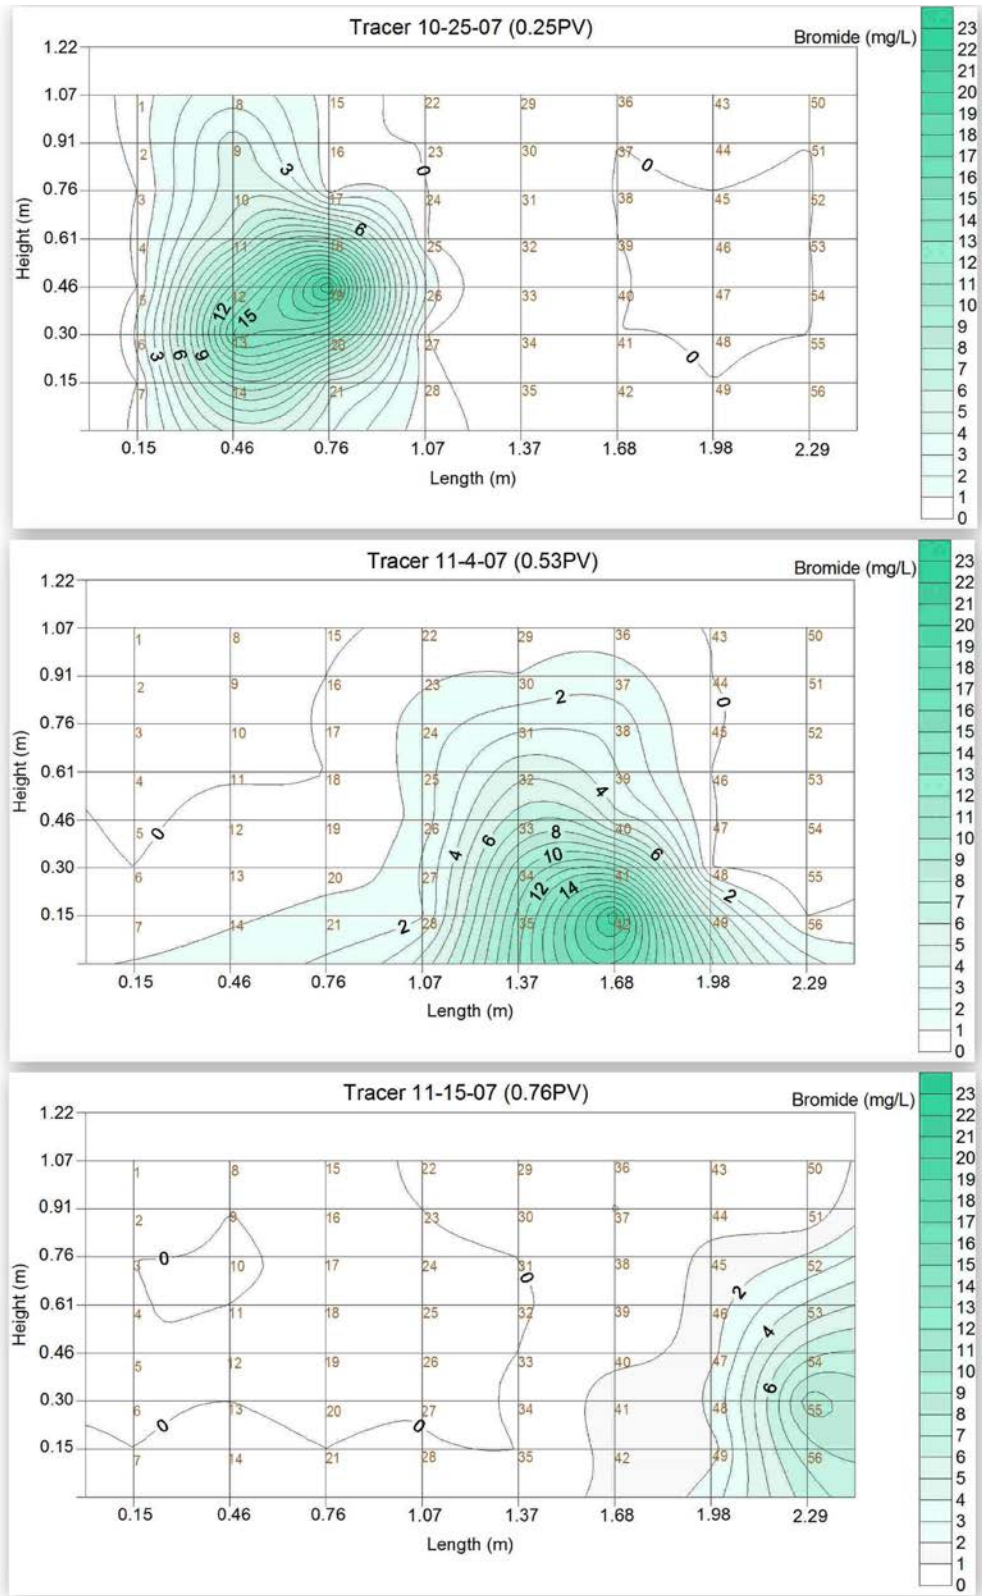 Tracer 10-25-07 (0.25PV)
Bromide (mg/L)
1.22
1.07
0.91
0.76
0.61
0.46
0.30
0.15
Height (m)
1 8 15 22 29 36 43 50
2 9 16 23 30 37 44 51
3 10 17 24 31 38 45 52
4 11 18 25 32 39 46 53
5 12 19 26 33 40 47 54
6 13 20 27 34 41 48 55
7 14 21 28 35 42 49 56
3 0 0
6
12 15
3 6 9 0
0.15 0.46 0.76 1.07 1.37 1.68 1.98 2.29
Length (m)
23
22
21
20
19
18
17
16
15
14
13
12
11
10
9
8
7
6
5
4
3
2
1
0
Tracer 11-4-07 (0.53PV)
Bromide (mg/L)
1.22
1.07
0.91
0.76
0.61
0.46
0.30
0.15
Height (m)
1 8 15 22 29 36 43 50
2 9 16 23 30 37 44 51
3 10 17 24 31 38 45 52
4 11 18 25 32 39 46 53
5 12 19 26 33 40 47 54
6 13 20 27 34 41 48 55
7 14 21 28 35 42 49 56
2 0
4
0 6 8
4 10 6
12 14 2
2
0.15 0.46 0.76 1.07 1.37 1.68 1.98 2.29
Length (m)
23
22
21
20
19
18
17
16
15
14
13
12
11
10
9
8
7
6
5
4
3
2
1
0
Tracer 11-15-07 (0.76PV)
Bromide (mg/L)
1.22
1.07
0.91
0.76
0.61
0.46
0.30
0.15
Height (m)
1 8 15 22 29 36 43 50
2 9 16 23 30 37 44 51
3 10 17 24 31 38 45 52
4 11 18 25 32 39 46 53
5 12 19 26 33 40 47 54
6 13 20 27 34 41 48 55
7 14 21 28 35 42 49 56
0 0 2
4
6
0 0
0.15 0.46 0.76 1.07 1.37 1.68 1.98 2.29
Length (m)
23
22
21
20
19
18
17
16
15
14
13
12
11
10
9
8
7
6
5
4
3
2
1
0